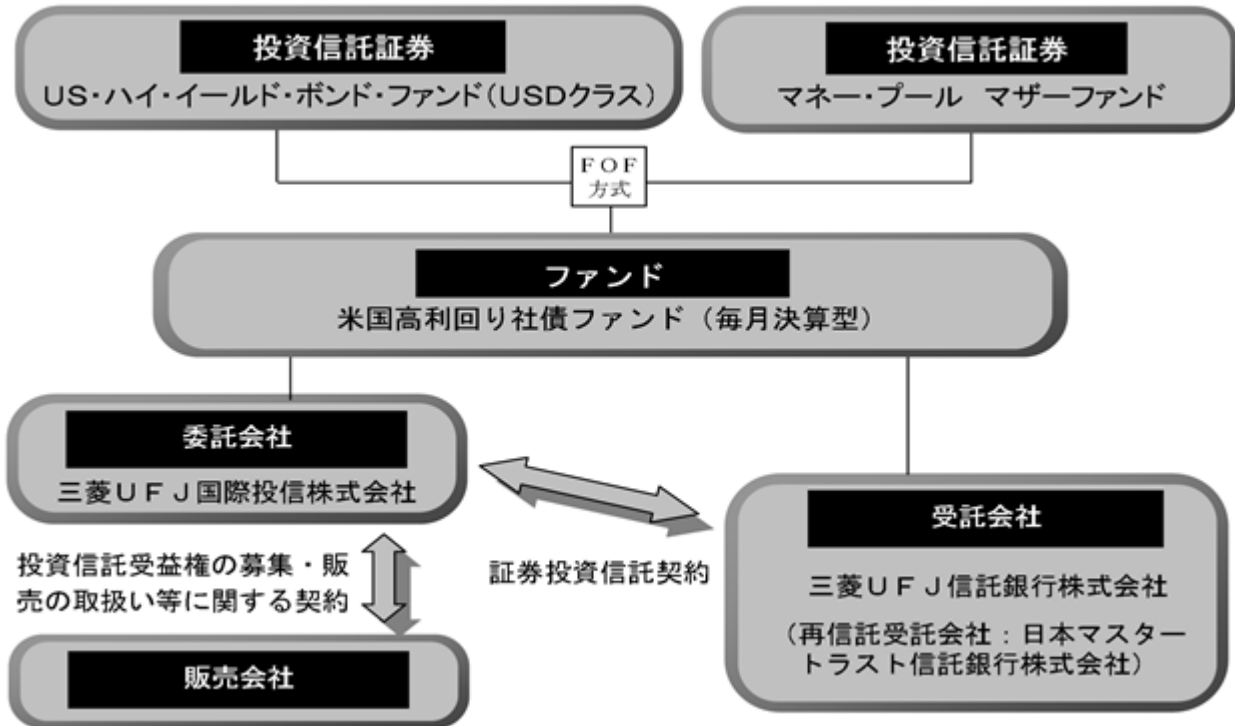 投資信託証券
US・ハイ・イールド・ボンド・ファンド（USDクラス）
投資信託証券
マネー・プール　マザーファンド
ＦＯＦ
方式
ファンド
米国高利回り社債ファンド（毎月決算型）
委託会社
三菱ＵＦＪ国際投信株式会社
投資信託受益権の募集・販
売の取扱い等に関する契約
販売会社
証券投資信託契約
受託会社
三菱ＵＦＪ信託銀行株式会社
（再信託受託会社：日本マスター
トラスト信託銀行株式会社）